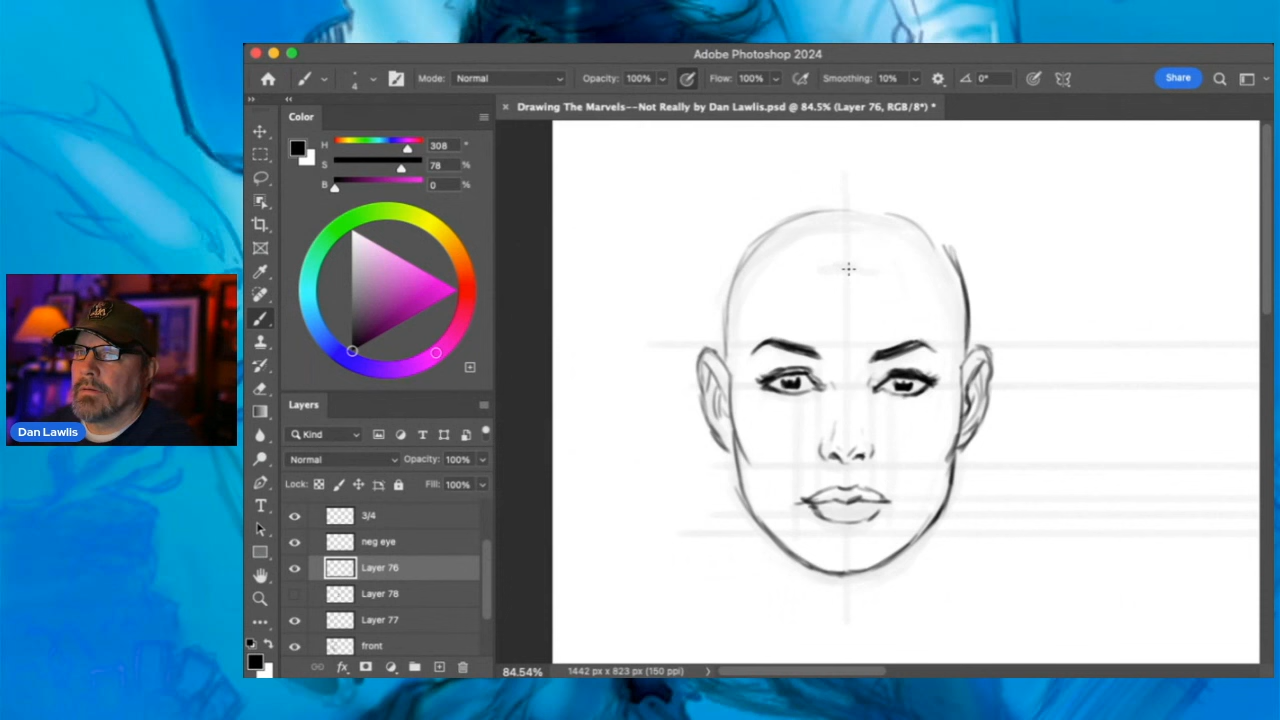 Adobe Photoshop 2024
4 Mode: Normal Opacity: 100% Flow: 100% Smoothing: 10% 0° Share
Drawing The Marvels--Not Really by Dan Lawlis.psd @ 84.5% (Layer 76, RGB/8*) *
Color
H 308 °
S 78 %
B 0 %
Layers
Kind
Normal Opacity: 100%
Lock: Fill: 100%
3/4
neg eye
Layer 76
Layer 78
Layer 77
front
84.54% 1442 px x 823 px (150 ppi)
Dan Lawlis